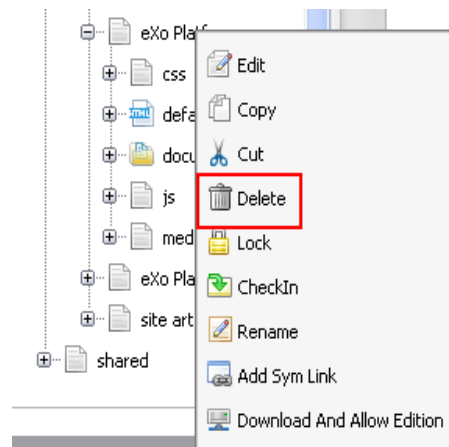 eXo Platf
css
defa
docu
js
med
eXo Pla
site art
shared
Edit
Copy
Cut
Delete
Lock
CheckIn
Rename
Add Sym Link
Download And Allow Edition